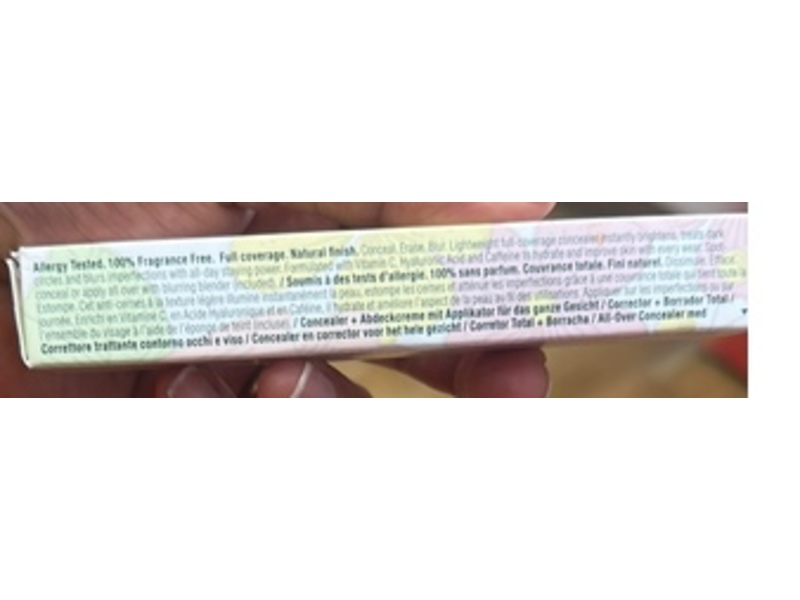 Allergy Tested. 100% Fragrance Free. Full coverage. Natural finish. Conceal. Erase. Blur. Lightweight full-coverage concealer instantly brightens, treats dark
circles and blurs imperfections with all-day staying power. Formulated with Vitamin C, Hyaluronic Acid and Caffeine to hydrate and improve skin with every wear. Spot-
conceal or apply all over with blurring blender (included). / Soumis à des tests d'allergie. 100% sans parfum. Couvrance totale. Fini naturel. Dissimule. Efface.
Estompe. Cet anti-cernes à la texture légère illumine instantanément la peau, estompe les cernes et atténue les imperfections grâce à une couvrance totale qui tient toute la
journée. Enrichi en Vitamine C, en Acide Hyaluronique et en Caféine, il hydrate et améliore l'aspect de la peau Appliquer sur les imperfections ou sur
l'ensemble du visage à l'aide de l'éponge de teint (incluse). / Concealer + Abdeckcreme mit Applikator für das ganze Gesicht / Corrector + Borrador Total /
Correttore trattante contorno occhi e viso / Concealer en corrector voor het hele gezicht / Corretor Total + Borracha / All-Over Concealer med